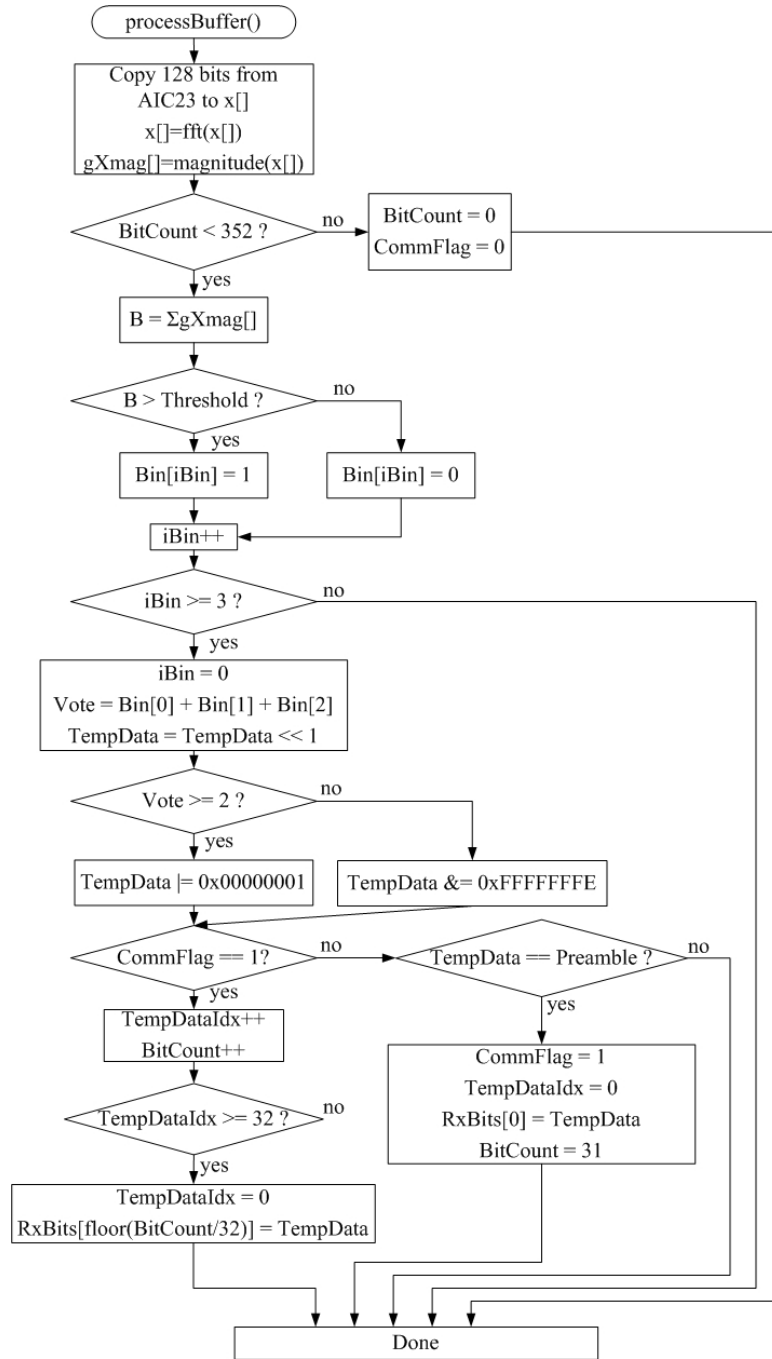 processBuffer()
Copy 128 bits from
AIC23 to x[]
x[]=fft(x[])
gXmag[]=magnitude(x[])
BitCount < 352 ?
no
BitCount = 0
CommFlag = 0
yes
B = ΣgXmag[]
B > Threshold ?
no
yes
Bin[iBin] = 1
Bin[iBin] = 0
iBin++
iBin >= 3 ?
no
yes
iBin = 0
Vote = Bin[0] + Bin[1] + Bin[2]
TempData = TempData << 1
Vote >= 2 ?
no
yes
TempData |= 0x00000001
TempData &= 0xFFFFFFFE
CommFlag == 1?
no
TempData == Preamble ?
no
yes
TempDataIdx++
BitCount++
yes
CommFlag = 1
TempDataIdx = 0
RxBits[0] = TempData
BitCount = 31
TempDataIdx >= 32 ?
no
yes
TempDataIdx = 0
RxBits[floor(BitCount/32)] = TempData
Done